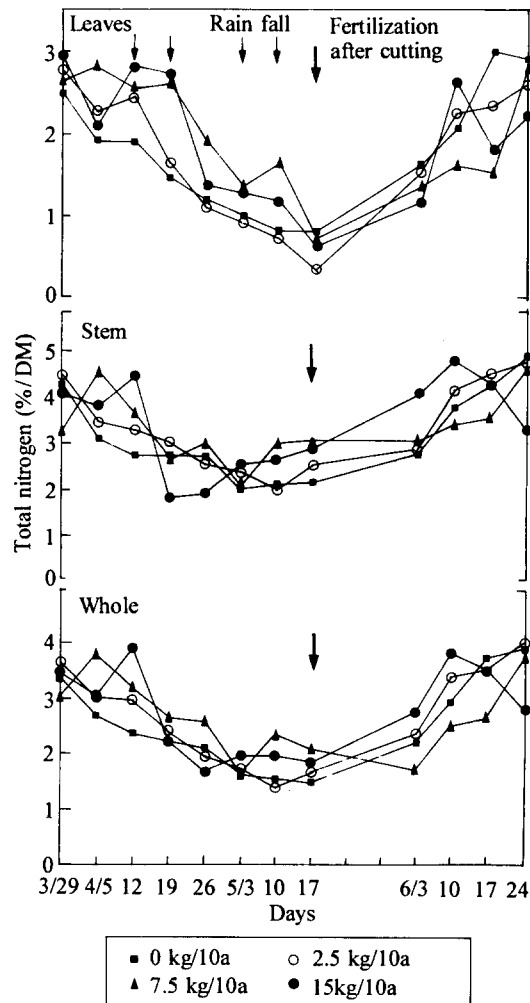 Leaves
Rain fall
Fertilization
after cutting
3
2
1
0
Stem
5
4
3
2
1
0
Whole
4
3
2
1
0
Total nitrogen (%/DM)
3/29 4/5 12 19 26 5/3 10 17 6/3 10 17 24
Days
0 kg/10a
2.5 kg/10a
7.5 kg/10a
15kg/10a